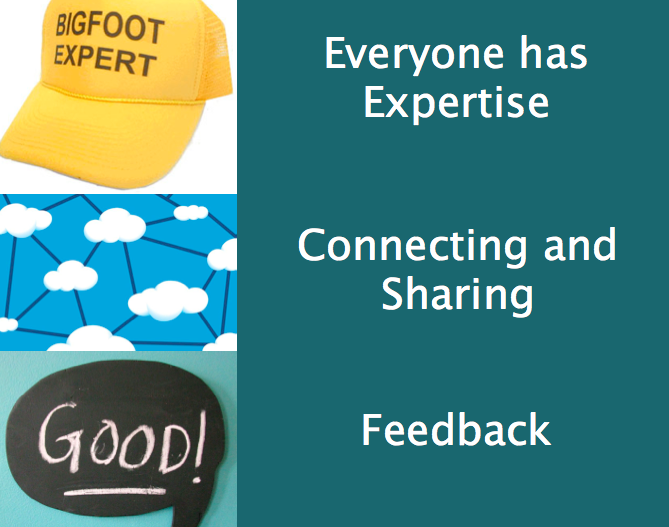 BIGFOOT
EXPERT
Everyone has
Expertise
Connecting and
Sharing
GOOD!
Feedback